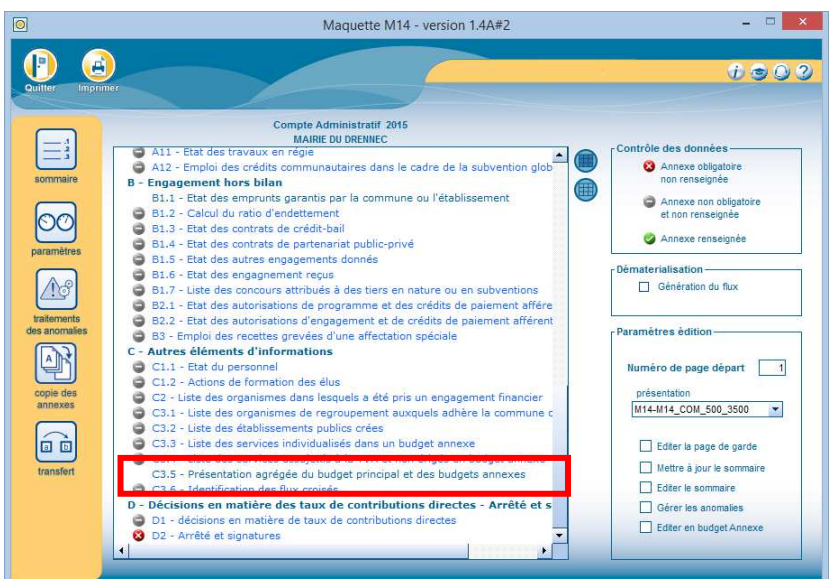 Maquette M14 - version 1.4A#2
Quitter
Imprimer
Compte Administratif 2015
MAIRIE DU DRENNEC
sommaire
paramètres
traitements
des anomalies
copie des
annexes
transfert
A11 - Etat des travaux en régie
A12 - Emploi des crédits communautaires dans le cadre de la subvention glob
B - Engagement hors bilan
B1.1 - Etat des emprunts garantis par la commune ou l'établissement
B1.2 - Calcul du ratio d'endettement
B1.3 - Etat des contrats de crédit-bail
B1.4 - Etat des contrats de partenariat public-privé
B1.5 - Etat des autres engagements donnés
B1.6 - Etat des engagnement reçus
B1.7 - Liste des concours attribués à des tiers en nature ou en subventions
B2.1 - Etat des autorisations de programme et des crédits de paiement affére
B2.2 - Etat des autorisations d'engagement et de crédits de paiement afférent
B3 - Emploi des recettes grevées d'une affectation spéciale
C - Autres éléments d'informations
C1.1 - Etat du personnel
C1.2 - Actions de formation des élus
C2 - Liste des organismes dans lesquels a été pris un engagement financier
C3.1 - Liste des organismes de regroupement auxquels adhère la commune c
C3.2 - Liste des établissements publics crées
C3.3 - Liste des services individualisés dans un budget annexe
C3.5 - Présentation agrégée du budget principal et des budgets annexes
C3.6 - Identification des flux croisés
D - Décisions en matière des taux de contributions directes - Arrêté et s
D1 - décisions en matière de taux de contributions directes
D2 - Arrêté et signatures
Contrôle des données
Annexe obligatoire
non renseignée
Annexe non obligatoire
et non renseignée
Annexe renseignée
Dématerialisation
Génération du flux
Paramètres édition
Numéro de page départ 1
présentation
M14-M14_COM_500_3500
Editer la page de garde
Mettre à jour le sommaire
Editer le sommaire
Gérer les anomalies
Editer en budget Annexe